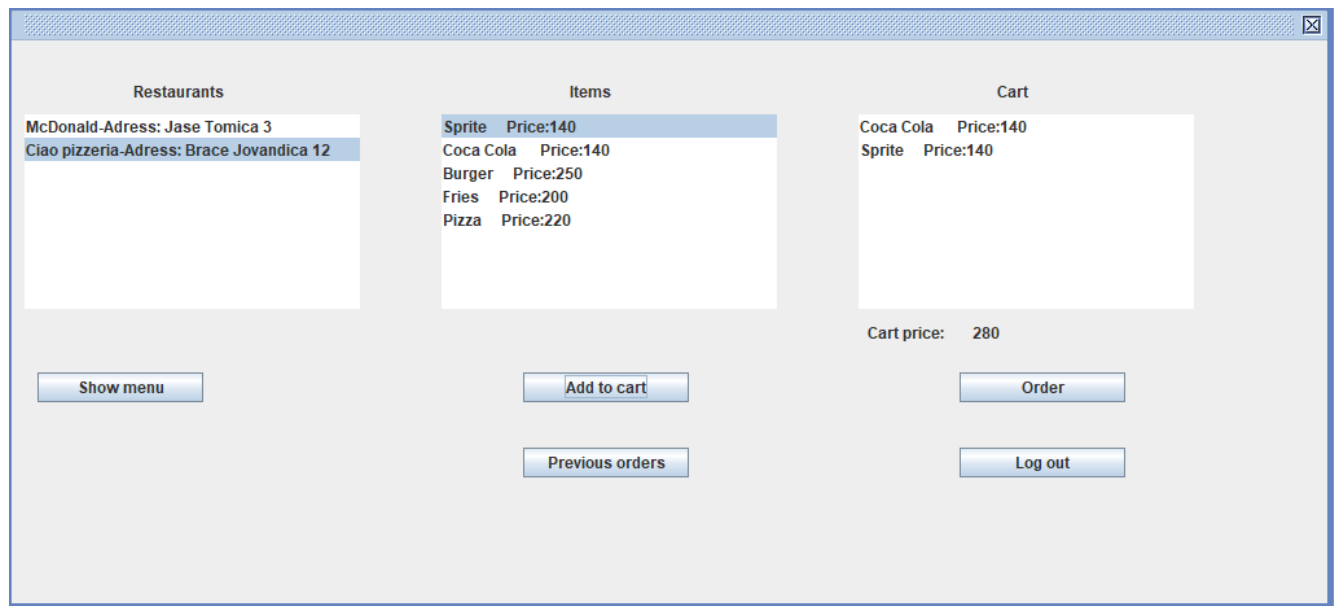 Restaurants
McDonald-Adress: Jase Tomica 3
Ciao pizzeria-Adress: Brace Jovandica 12
Show menu
Items
Sprite Price:140
Coca Cola Price:140
Burger Price:250
Fries Price:200
Pizza Price:220
Add to cart
Previous orders
Cart
Coca Cola Price:140
Sprite Price:140
Cart price: 280
Order
Log out